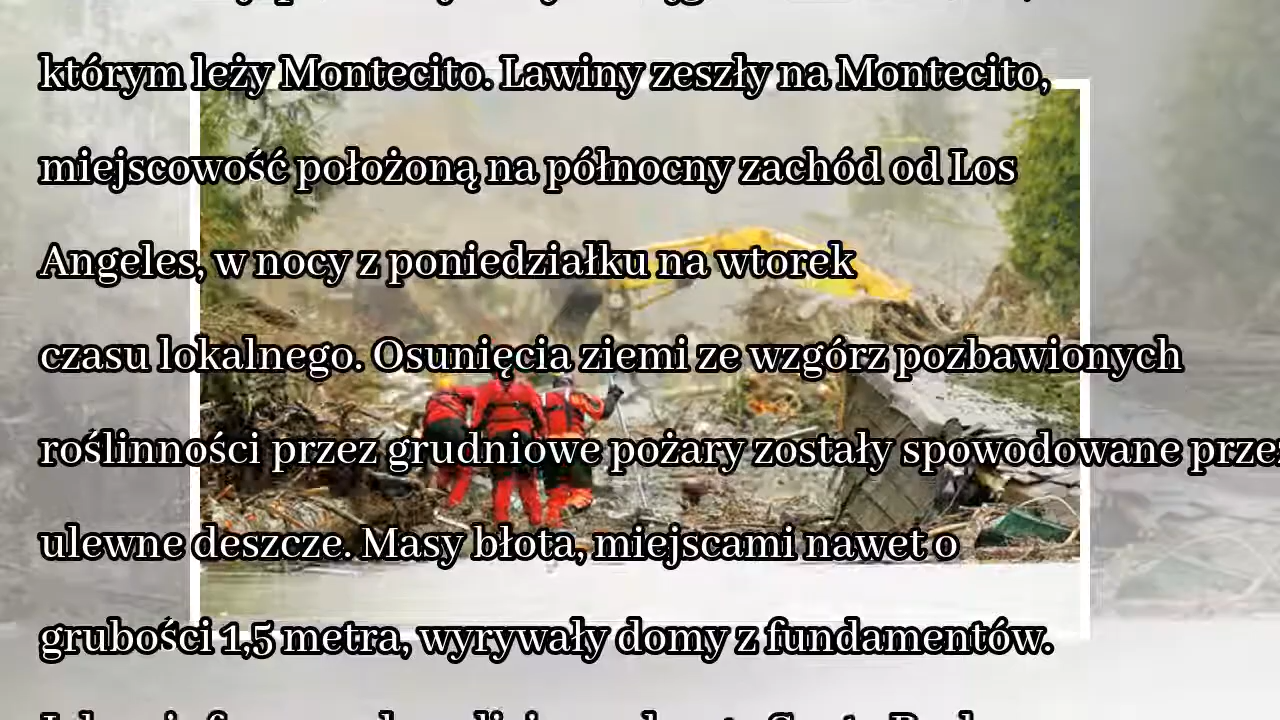 którym leży Montecito. Lawiny zeszły na Montecito,
miejscowość położoną na północny zachód od Los
Angeles, w nocy z poniedziałku na wtorek
czasu lokalnego. Osunięcia ziemi ze wzgórz pozbawionych
roślinności przez grudniowe pożary zostały spowodowane przez
ulewne deszcze. Masy błota, miejscami nawet o
grubości 1,5 metra, wyrywały domy z fundamentów.